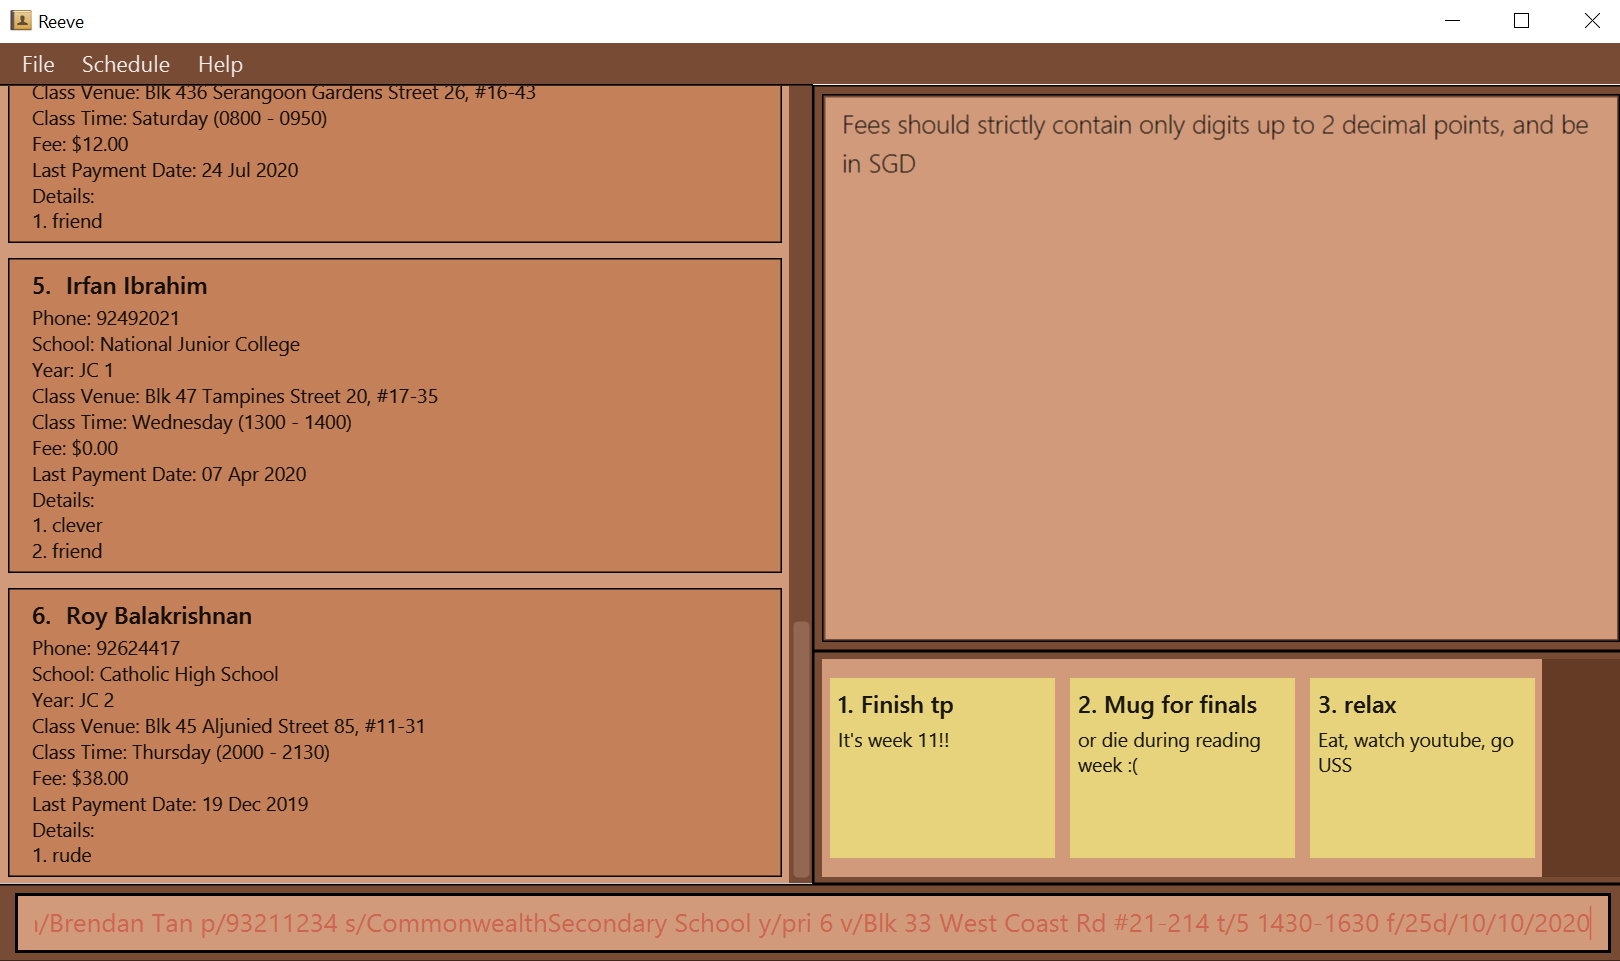 Reeve
File Schedule Help
Class Venue: Blk 436 Serangoon Gardens Street 26, #16-43
Class Time: Saturday (0800 - 0950)
Fee: $12.00
Last Payment Date: 24 Jul 2020
Details:
1. friend
5. Irfan Ibrahim
Phone: 92492021
School: National Junior College
Year: JC 1
Class Venue: Blk 47 Tampines Street 20, #17-35
Class Time: Wednesday (1300 - 1400)
Fee: $0.00
Last Payment Date: 07 Apr 2020
Details:
1. clever
2. friend
6. Roy Balakrishnan
Phone: 92624417
School: Catholic High School
Year: JC 2
Class Venue: Blk 45 Aljunied Street 85, #11-31
Class Time: Thursday (2000 - 2130)
Fee: $38.00
Last Payment Date: 19 Dec 2019
Details:
1. rude
Fees should strictly contain only digits up to 2 decimal points, and be
in SGD
1. Finish tp
It's week 11!!
2. Mug for finals
or die during reading
week :(
3. relax
Eat, watch youtube, go
USS
/Brendan Tan p/93211234 s/CommonwealthSecondary School y/pri 6 v/Blk 33 West Coast Rd #21-214 t/5 1430-1630 f/25d/10/10/2020